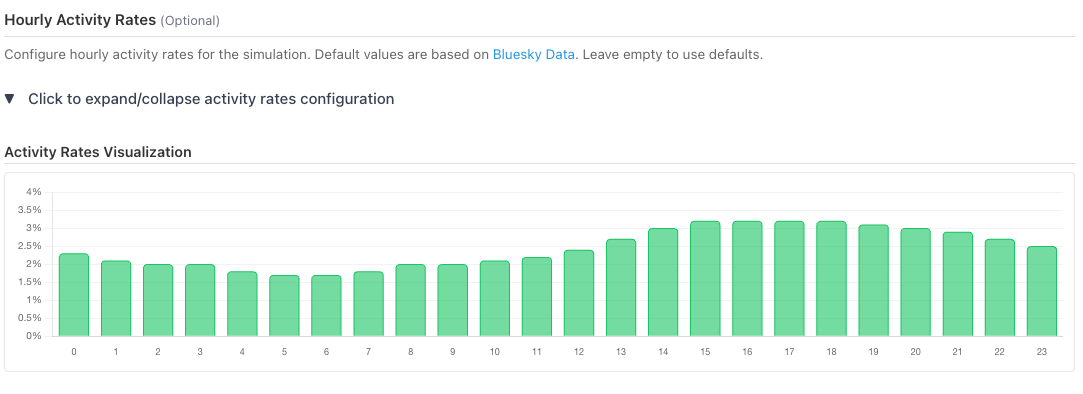 Hourly Activity Rates (Optional)
Configure hourly activity rates for the simulation. Default values are based on Bluesky Data. Leave empty to use defaults.
▼ Click to expand/collapse activity rates configuration
Activity Rates Visualization
4%
3.5%
3%
2.5%
2%
1.5%
1%
0.5%
0%
0 1 2 3 4 5 6 7 8 9 10 11 12 13 14 15 16 17 18 19 20 21 22 23